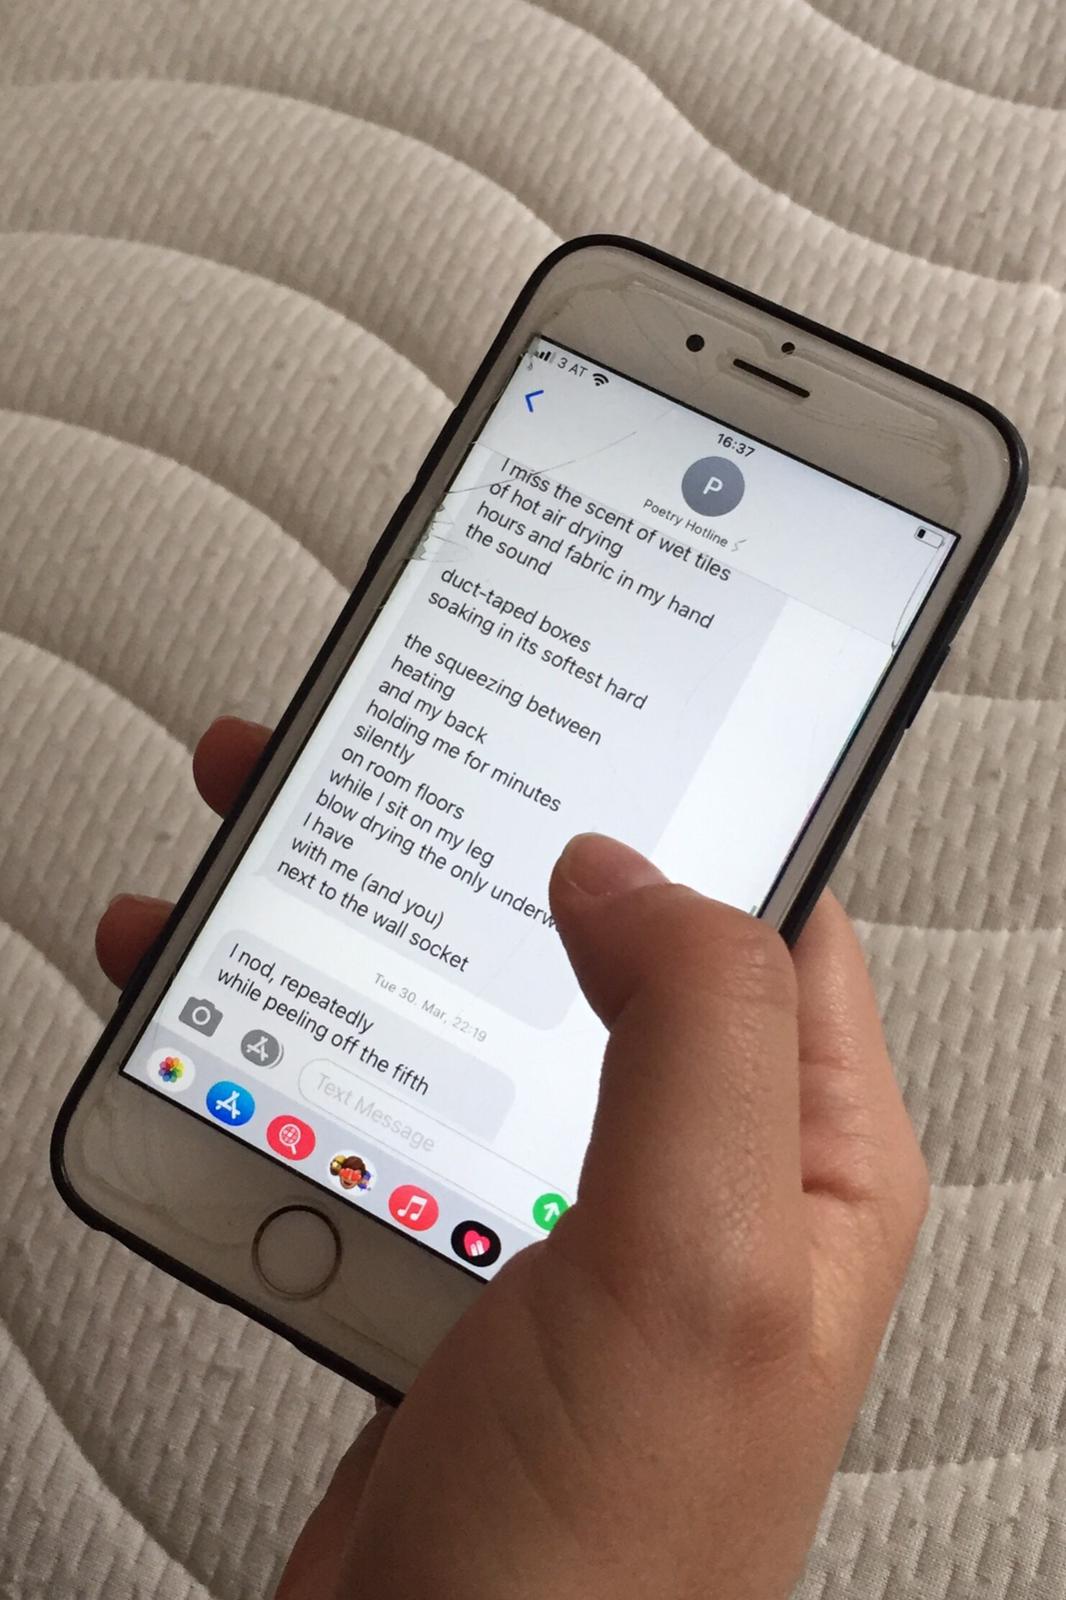 3 AT
16:37
P
Poetry Hotline
I miss the scent of wet tiles
of hot air drying
hours and fabric in my hand
the sound
duct-taped boxes
soaking in its softest hard
the squeezing between
heating
and my back
holding me for minutes
silently
on room floors
while I sit on my leg
blow drying the only
I have
with me (and you)
next to the wall socket
Tue 30. Mar, 22:19
I nod, repeatedly
while peeling off the fifth
Text Message